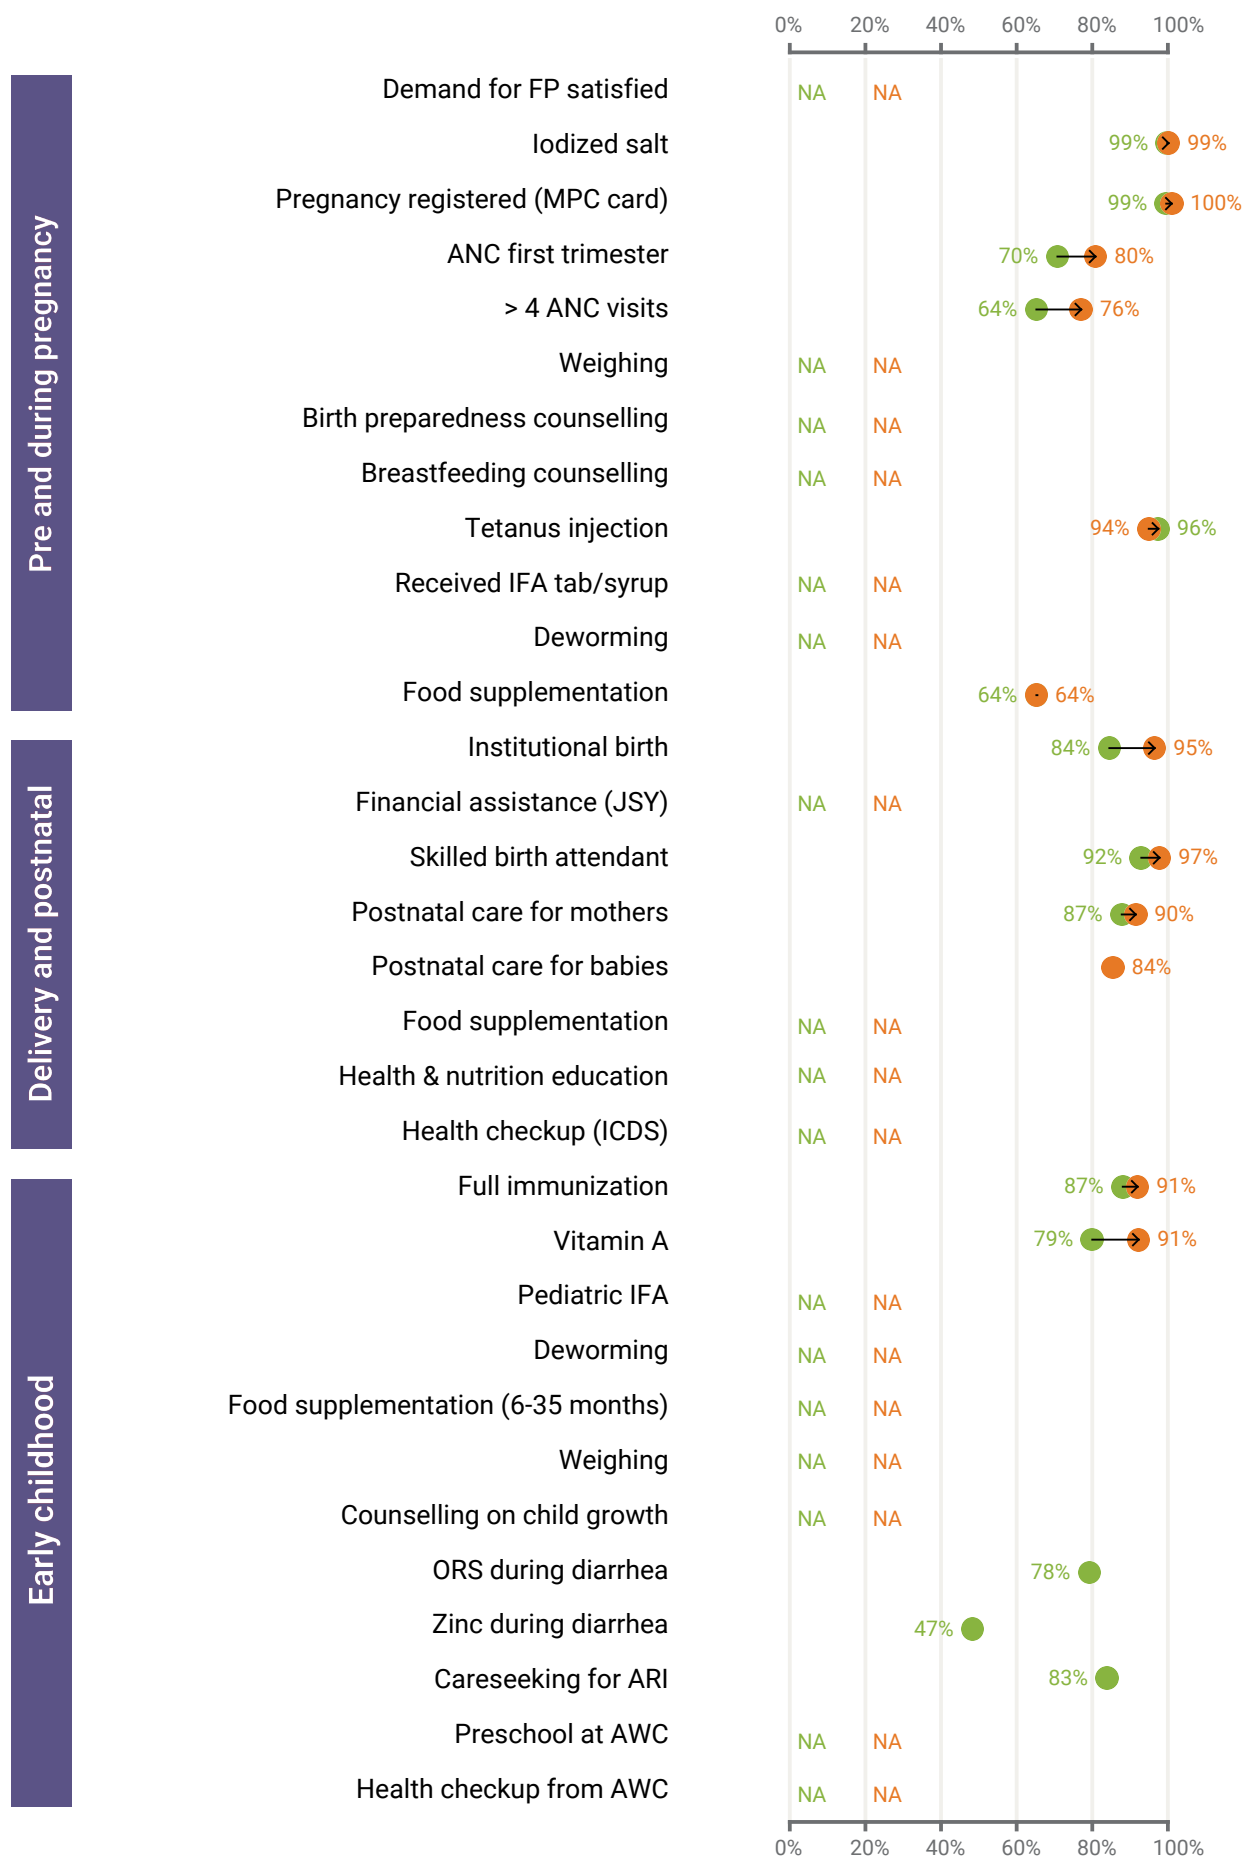 0% 20% 40% 60% 80% 100%
Pre and during pregnancy
Demand for FP satisfied NA NA
Iodized salt 99% 99%
Pregnancy registered (MPC card) 99% 100%
ANC first trimester 70% 80%
> 4 ANC visits 64% 76%
Weighing NA NA
Birth preparedness counselling NA NA
Breastfeeding counselling NA NA
Tetanus injection 94% 96%
Received IFA tab/syrup NA NA
Deworming NA NA
Food supplementation 64% 64%
Delivery and postnatal
Institutional birth 84% 95%
Financial assistance (JSY) NA NA
Skilled birth attendant 92% 97%
Postnatal care for mothers 87% 90%
Postnatal care for babies 84%
Food supplementation NA NA
Health & nutrition education NA NA
Health checkup (ICDS) NA NA
Early childhood
Full immunization 87% 91%
Vitamin A 79% 91%
Pediatric IFA NA NA
Deworming NA NA
Food supplementation (6-35 months) NA NA
Weighing NA NA
Counselling on child growth NA NA
ORS during diarrhea 78%
Zinc during diarrhea 47%
Careseeking for ARI 83%
Preschool at AWC NA NA
Health checkup from AWC NA NA
0% 20% 40% 60% 80% 100%